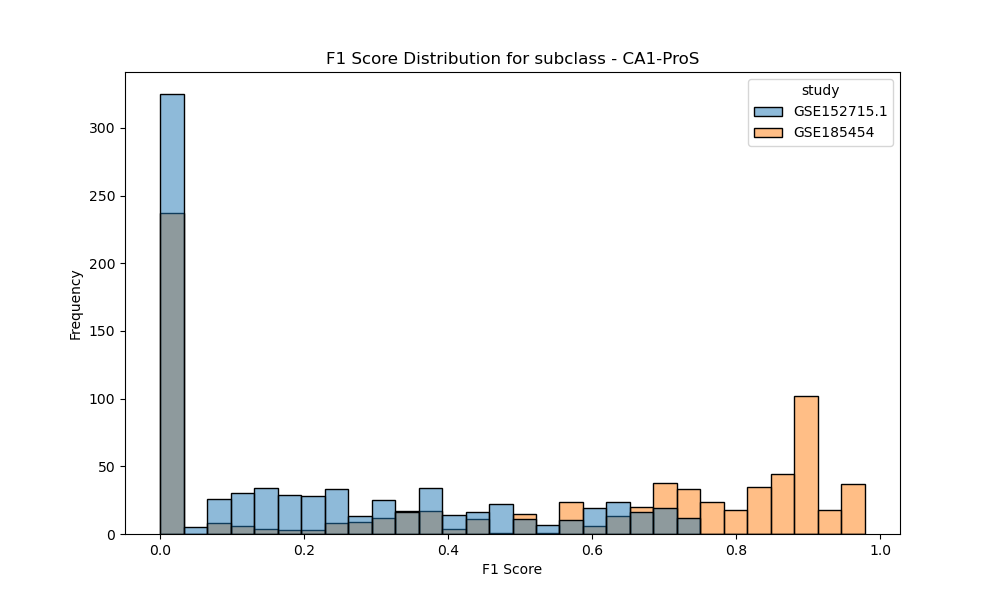 F1 Score Distribution for subclass - CA1-ProS
study
GSE152715.1
GSE185454
Frequency
300
250
200
150
100
50
0
0.0 0.2 0.4 0.6 0.8 1.0
F1 Score